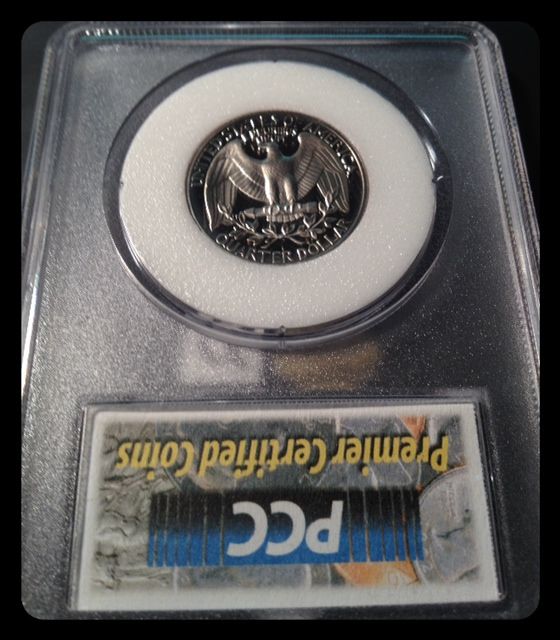 UNITED STATES OF AMERICA
QUARTER DOLLAR
Premier Certified Coins
PCC